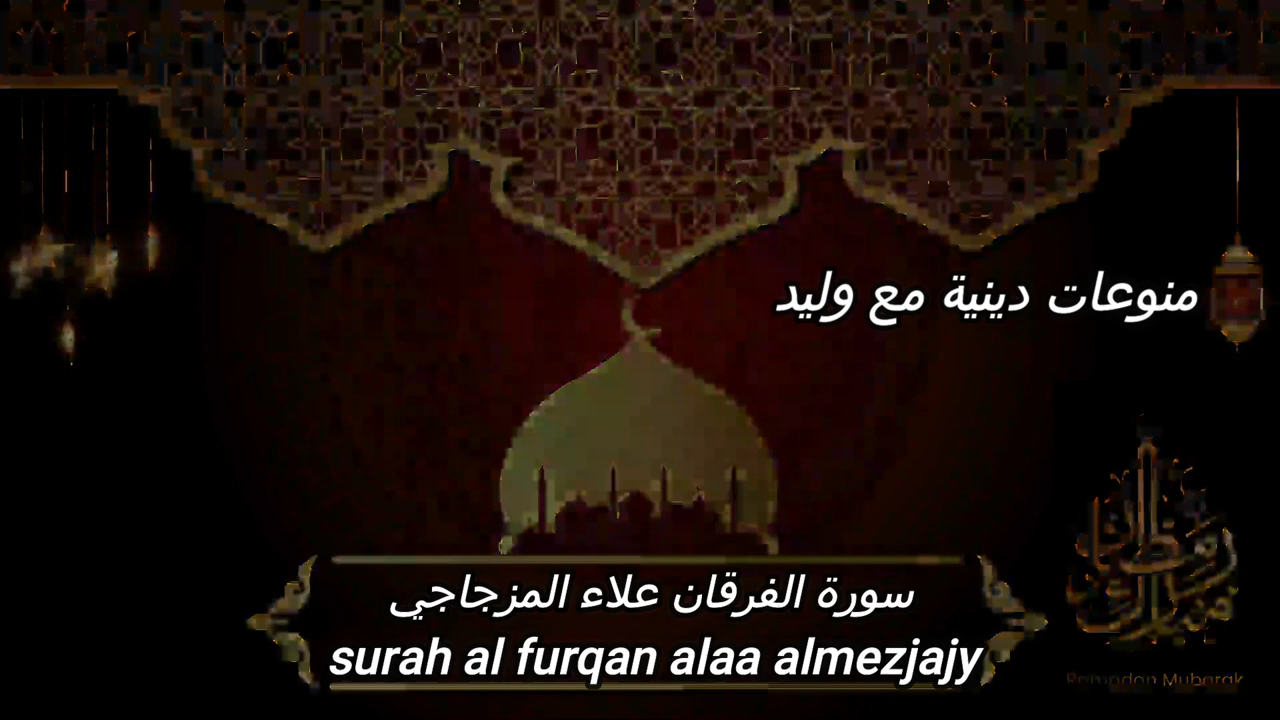 منوعات دينية مع وليد
سورة الفرقان علاء المزجاجي
surah al furqan alaa almezjajy
Ramadan Mubarak